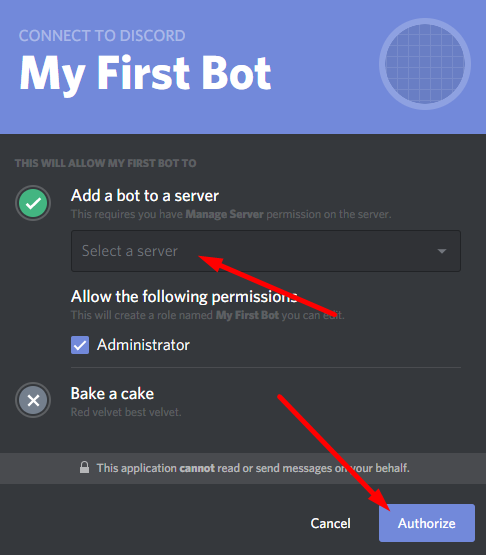 CONNECT TO DISCORD
My First Bot
THIS WILL ALLOW MY FIRST BOT TO
Add a bot to a server
This requires you have Manage Server permission on the server.
Select a server
Allow the following permissions
This will create a role named My First Bot you can edit.
Administrator
Bake a cake
Red velvet best velvet.
This application cannot read or send messages on your behalf.
Cancel
Authorize